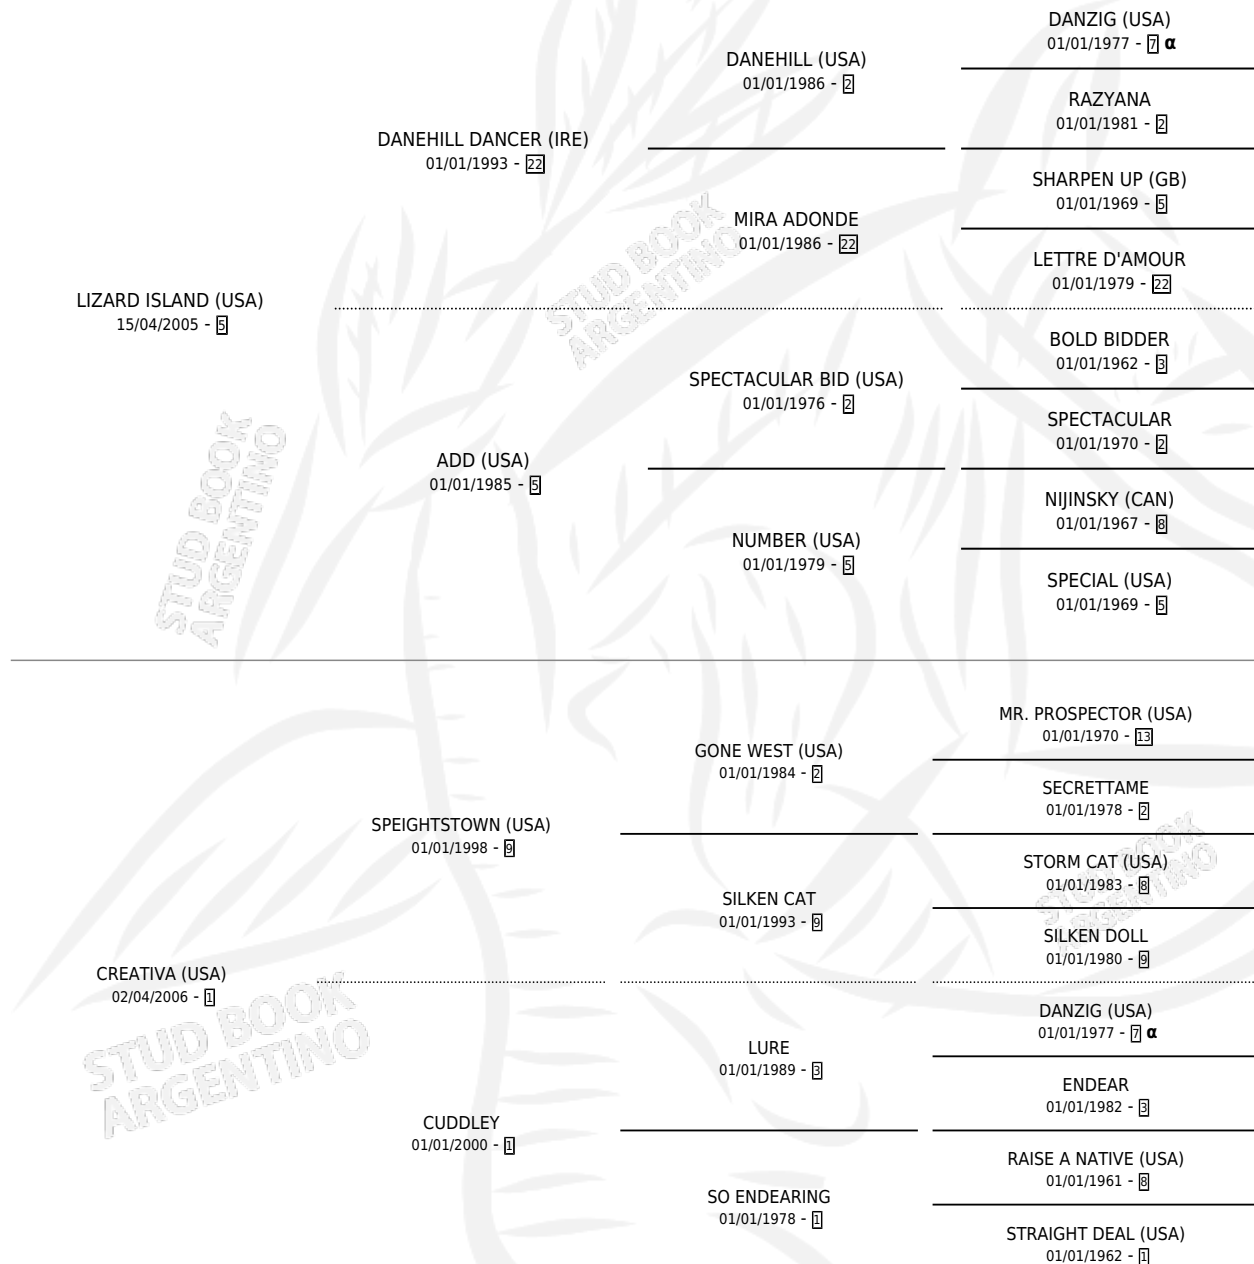 DANZIG (USA)
01/01/1977 - 7 α
DANEHILL (USA)
01/01/1986 - 2
RAZYANA
01/01/1981 - 2
DANEHILL DANCER (IRE)
01/01/1993 - 22
SHARPEN UP (GB)
01/01/1969 - 5
MIRA ADONDE
01/01/1986 - 22
LETTRE D'AMOUR
01/01/1979 - 22
LIZARD ISLAND (USA)
15/04/2005 - 5
BOLD BIDDER
01/01/1962 - 3
SPECTACULAR BID (USA)
01/01/1976 - 2
SPECTACULAR
01/01/1970 - 2
ADD (USA)
01/01/1985 - 5
NIJINSKY (CAN)
01/01/1967 - 8
NUMBER (USA)
01/01/1979 - 5
SPECIAL (USA)
01/01/1969 - 5
MR. PROSPECTOR (USA)
01/01/1970 - 13
GONE WEST (USA)
01/01/1984 - 2
SECRETTAME
01/01/1978 - 2
SPEIGHTSTOWN (USA)
01/01/1998 - 9
STORM CAT (USA)
01/01/1983 - 8
SILKEN CAT
01/01/1993 - 9
SILKEN DOLL
01/01/1980 - 9
CREATIVA (USA)
02/04/2006 - 1
DANZIG (USA)
01/01/1977 - 7 α
LURE
01/01/1989 - 3
ENDEAR
01/01/1982 - 3
CUDDLEY
01/01/2000 - 1
RAISE A NATIVE (USA)
01/01/1961 - 8
SO ENDEARING
01/01/1978 - 1
STRAIGHT DEAL (USA)
01/01/1962 - 1
STUD BOOK
ARGENTINO
STUD BOOK
ARGENTINO
STUD BOOK
ARGENTINO
STUD BOOK
ARGENTINO